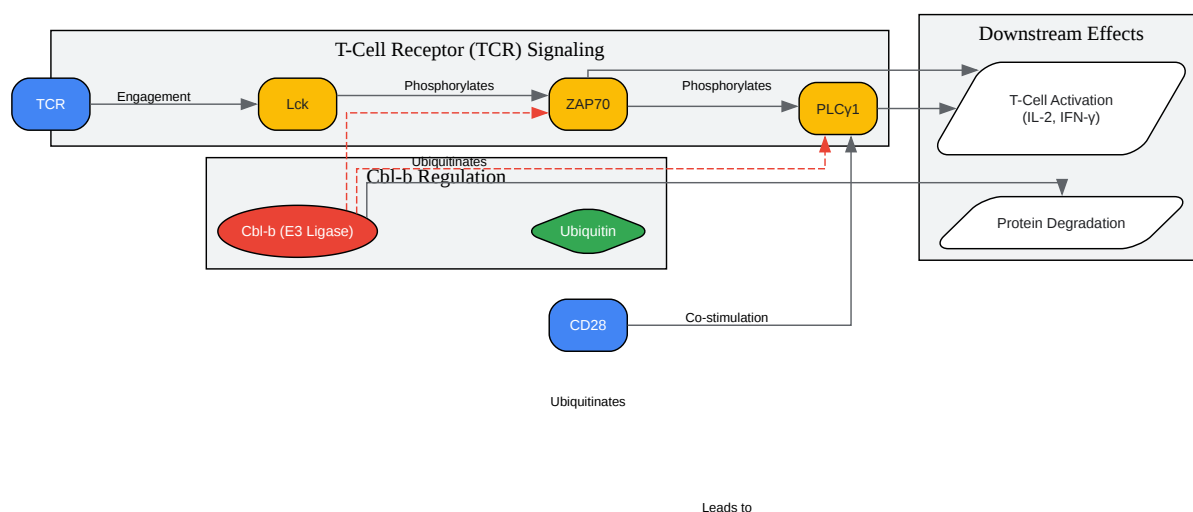 Downstream Effects
T-Cell Receptor (TCR) Signaling
TCR
Engagement
Lck
Phosphorylates
ZAP70
Phosphorylates
PLCγ1
T-Cell Activation
(IL-2, IFN-γ)
Ubiquitinates
Cbl-b Regulation
Cbl-b (E3 Ligase)
Ubiquitin
Protein Degradation
CD28
Co-stimulation
Ubiquitinates
Leads to